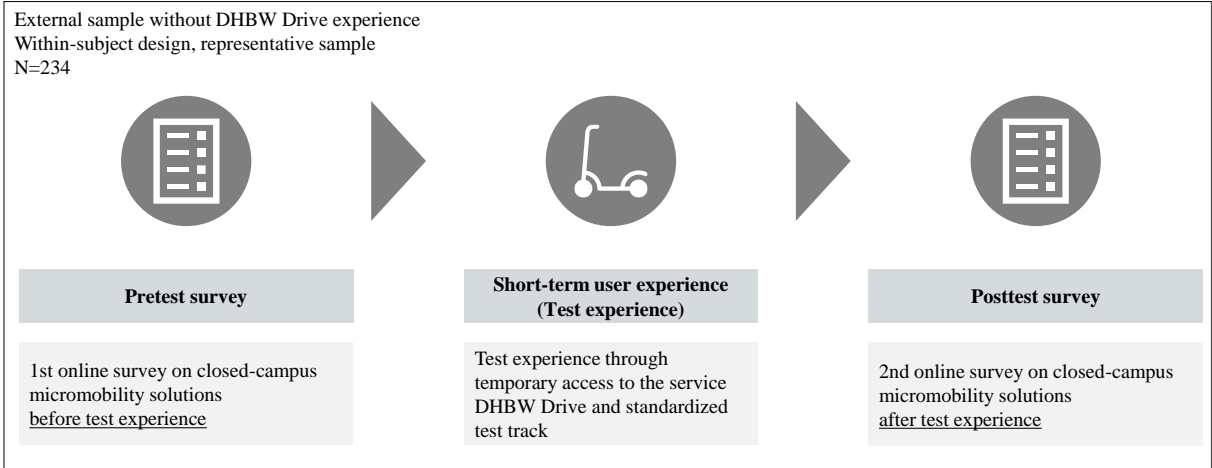 External sample without DHBW Drive experience
Within-subject design, representative sample
N=234
Pretest survey
Short-term user experience
(Test experience)
Posttest survey
1st online survey on closed-campus
micromobility solutions
before test experience
Test experience through
temporary access to the service
DHBW Drive and standardized
test track
2nd online survey on closed-campus
micromobility solutions
after test experience